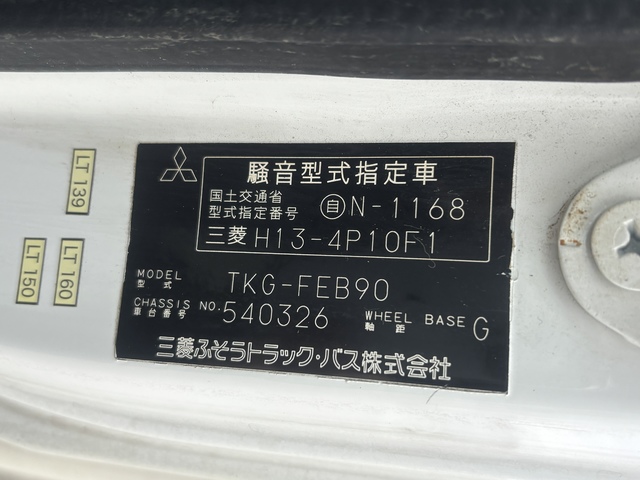 騒音型式指定車
国土交通省
型式指定番号 自N-1168
三菱 H13-4P10F1
MODEL
型式 TKG-FEB90
CHASSIS NO.
車台番号 540326 WHEEL BASE
軸距 G
三菱ふそうトラック・バス株式会社
LT 139
LT 150
LT 160